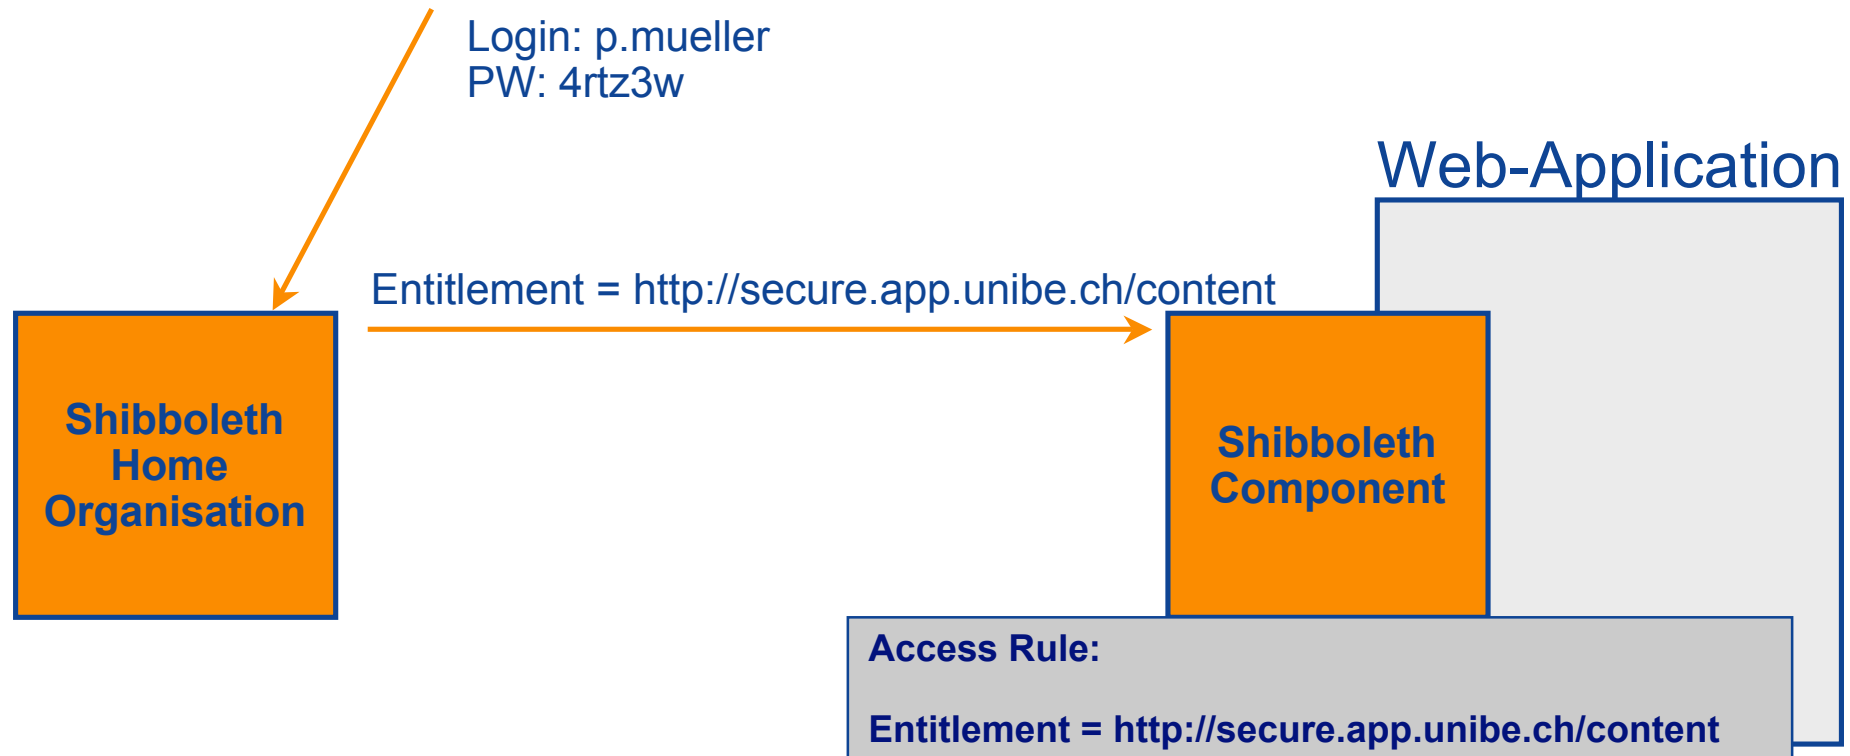 Login: p.mueller
PW: 4rtz3w
Web-Application
Entitlement = http://secure.app.unibe.ch/content
Shibboleth
Home
Organisation
Shibboleth
Component
Access Rule:
Entitlement = http://secure.app.unibe.ch/content